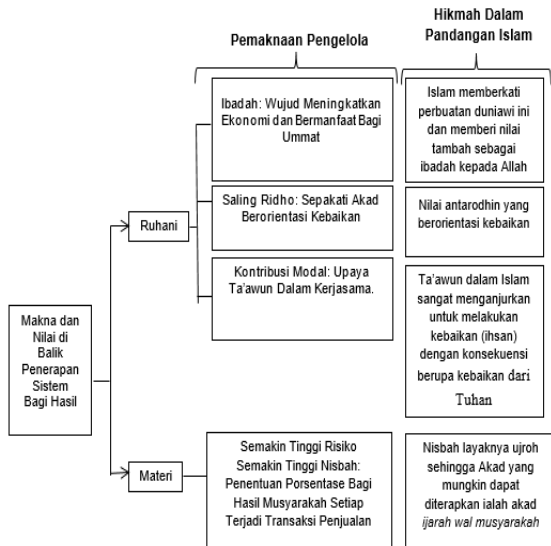 Pemaknaan Pengelola
Hikmah Dalam
Pandangan Islam
Ibadah: Wujud Meningkatkan
Ekonomi dan Bermanfaat Bagi
Ummat
Islam memberkati
perbuatan duniawi ini
dan memberi nilai
tambah sebagai
ibadah kepada Allah
Saling Ridho: Sepakati Akad
Berorientasi Kebaikan
Nilai antarodhin yang
berorientasi kebaikan
Ruhani
Kontribusi Modal: Upaya
Ta'awun Dalam Kerjasama.
Ta'awun dalam Islam
sangat menganjurkan
untuk melakukan
kebaikan (ihsan)
dengan konsekuensi
berupa kebaikan dari
Tuhan
Makna dan
Nilai di
Balik
Penerapan
Sistem
Bagi Hasil
Materi
Semakin Tinggi Risiko
Semakin Tinggi Nisbah:
Penentuan Porsentase Bagi
Hasil Musyarakah Setiap
Terjadi Transaksi Penjualan
Nisbah layaknya ujroh
sehingga Akad yang
mungkin dapat
diterapkan ialah akad
ijarah wal musyarakah